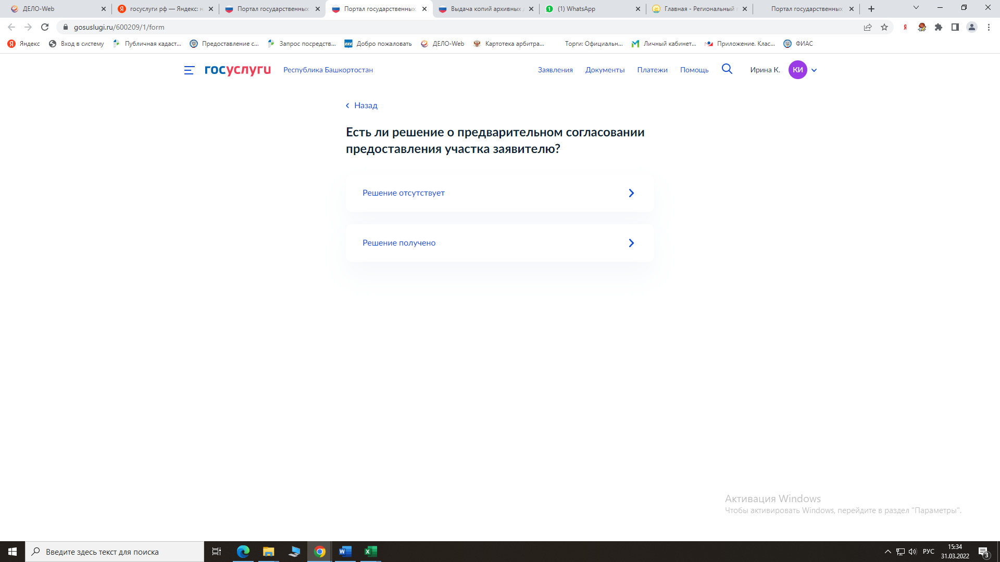 ДЕЛО-Web
госуслуги рф — Яндекс: н
Портал государственных
Портал государственных
Выдача копий архивных
(1) WhatsApp
Главная - Региональный
Портал государственных
gosuslugi.ru/600209/1/form
Яндекс
Вход в систему
Публичная кадаст...
Предоставление с...
Запрос посредств...
Добро пожаловать
ДЕЛО-Web
Картотека арбитра...
Торги: Официальн...
Личный кабинет...
Приложение. Клас...
ФИАС
госуслуги
Республика Башкортостан
Заявления
Документы
Платежи
Помощь
Ирина К.
КИ
Назад
Есть ли решение о предварительном согласовании
предоставления участка заявителю?
Решение отсутствует
Решение получено
Активация Windows
Чтобы активировать Windows, перейдите в раздел "Параметры".
Введите здесь текст для поиска
РУС
15:34
31.03.2022
3